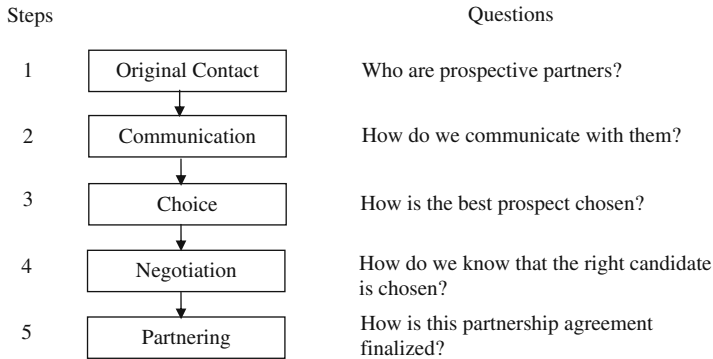 Steps Questions
1 Original Contact Who are prospective partners?
2 Communication How do we communicate with them?
3 Choice How is the best prospect chosen?
4 Negotiation How do we know that the right candidate
is chosen?
5 Partnering How is this partnership agreement
finalized?